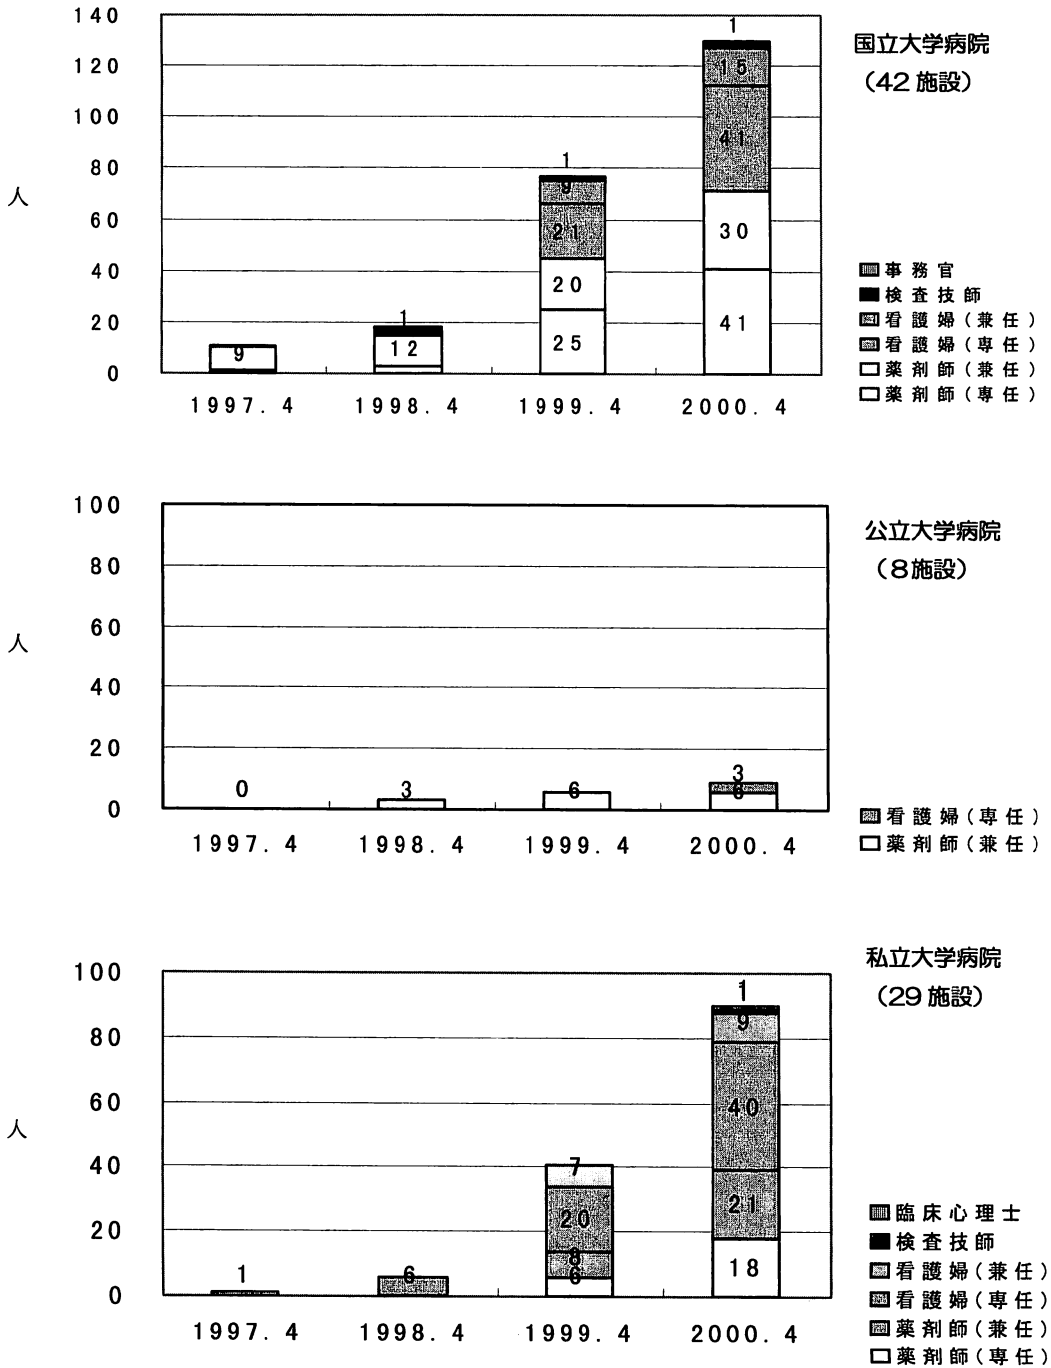 国立大学病院
（42 施設）
人
140
120
100
80
60
40
20
0
9
1
12
1
9
21
20
25
1
15
41
30
41
1997. 4
1998. 4
1999. 4
2000. 4
事務官
検査技師
看護婦(兼任)
看護婦(専任)
薬剤師(兼任)
薬剤師(専任)
公立大学病院
（8施設）
人
100
80
60
40
20
0
0
3
6
3
6
1997. 4
1998. 4
1999. 4
2000. 4
看護婦(専任)
薬剤師(兼任)
私立大学病院
（29 施設）
人
100
80
60
40
20
0
1
6
7
20
8
6
1
9
40
21
18
1997. 4
1998. 4
1999. 4
2000. 4
臨床心理士
検査技師
看護婦(兼任)
看護婦(専任)
薬剤師(兼任)
薬剤師(専任)